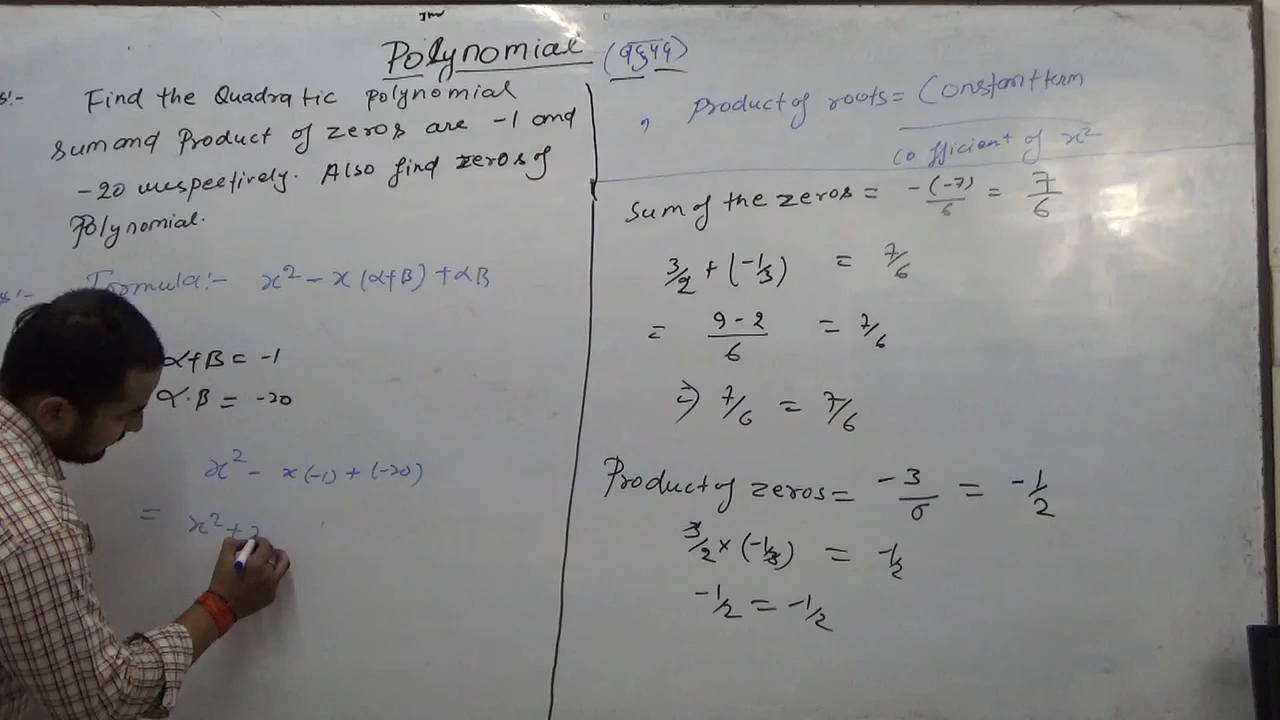 Polynomial (बहुपद)
Find the Quadratic polynomial
sum and Product of zeros are -1 and
-20 respectively. Also find zeros of
Polynomial.
Formula:- x² - x (α+β) + αβ
α+β = -1
α·β = -20
x² - x (-1) + (-20)
= x² +
, Product of roots = Constant term
Cofficient of x²
Sum of the zeros = -(-7)/6 = 7/6
3/2 + (-1/3) = 7/6
= 9-2/6 = 7/6
⇒ 7/6 = 7/6
Product of zeros = -3/6 = -1/2
3/2 × (-1/3) = -1/2
-1/2 = -1/2